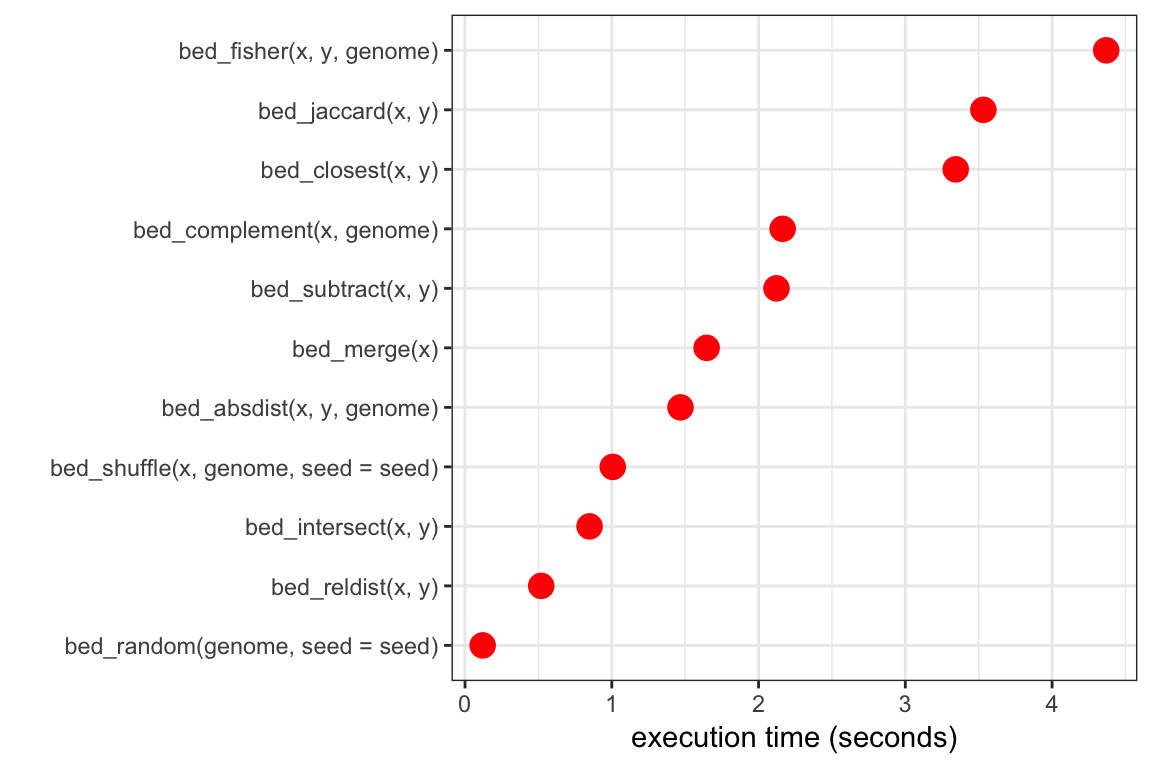 bed_fisher(x, y, genome)
bed_jaccard(x, y)
bed_closest(x, y)
bed_complement(x, genome)
bed_subtract(x, y)
bed_merge(x)
bed_absdist(x, y, genome)
bed_shuffle(x, genome, seed = seed)
bed_intersect(x, y)
bed_reldist(x, y)
bed_random(genome, seed = seed)
0 1 2 3 4
execution time (seconds)